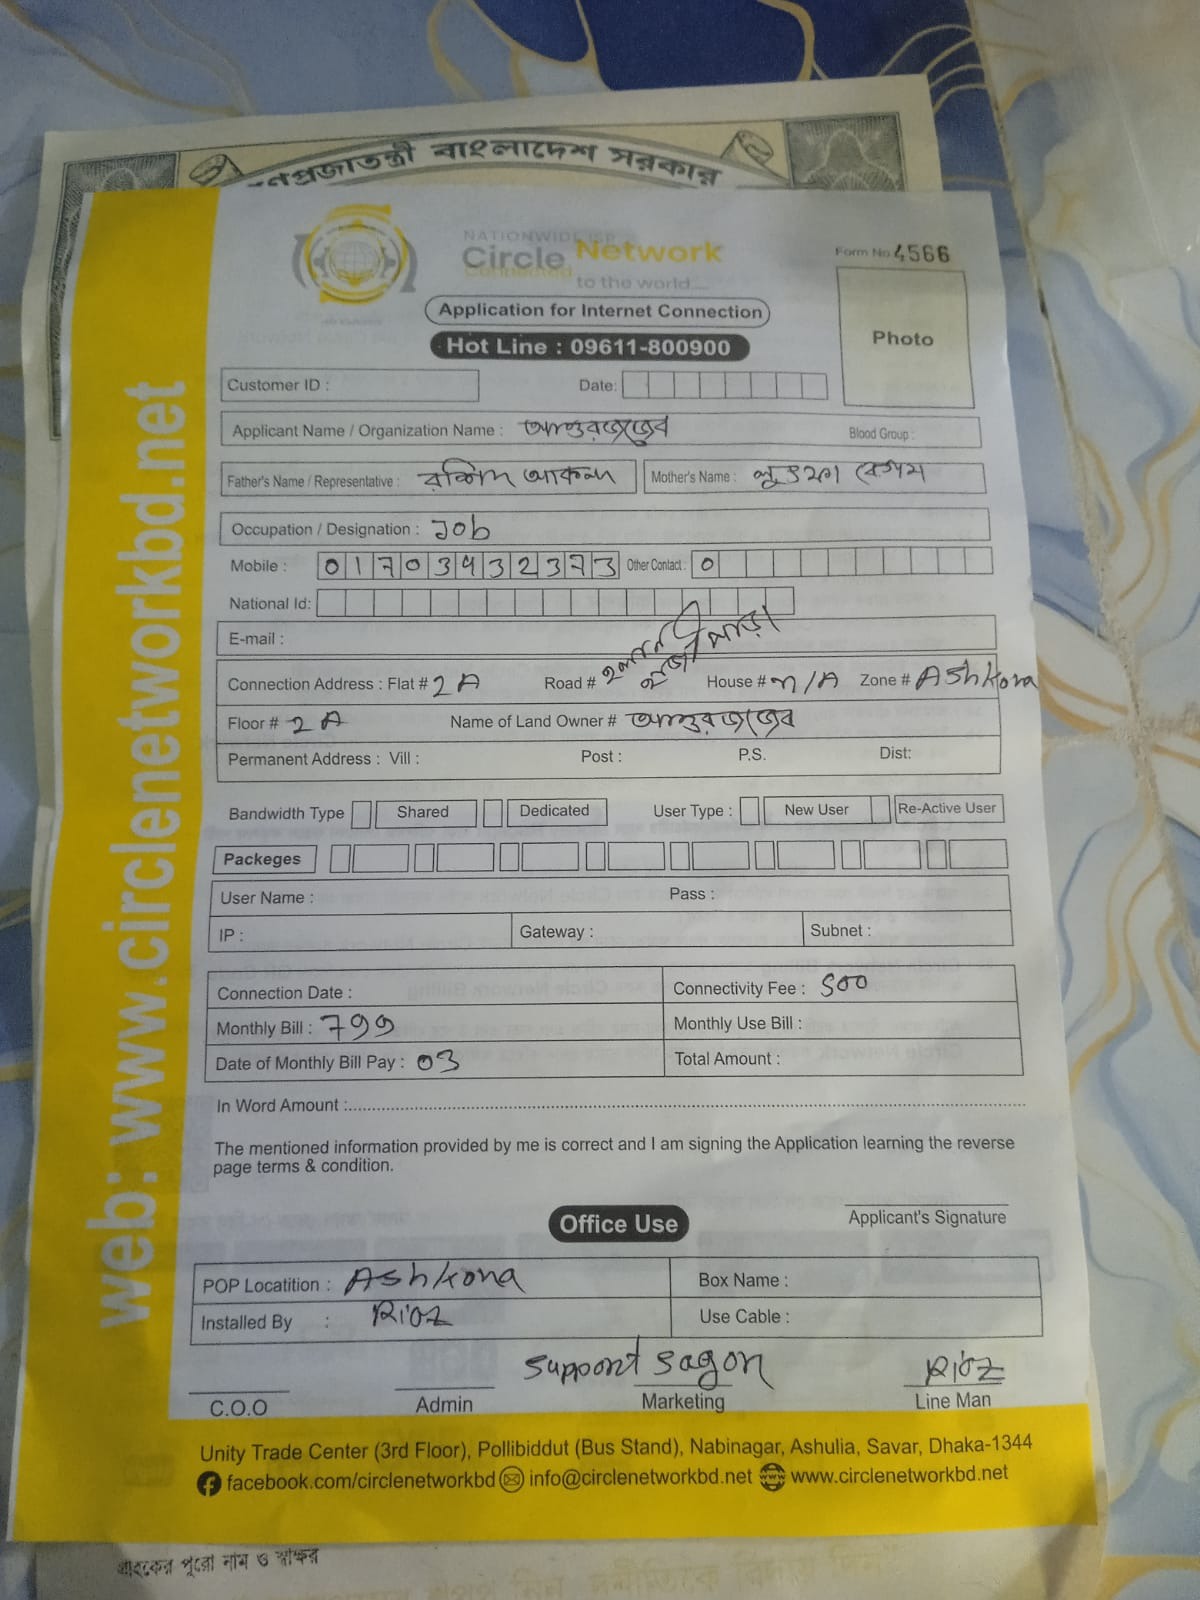 গণপ্রজাতন্ত্রী বাংলাদেশ সরকার
NATIONWIDE ISP
Circle Network
Connected to the world....
Form No 4566
Application for Internet Connection
Hot Line : 09611-800900
Photo
Customer ID :
Date:
Applicant Name / Organization Name :
Blood Group :
Father's Name / Representative : রশিদ আকন্দ Mother's Name : লুৎফা বেগম
Occupation / Designation : Job
Mobile : 01703432373 Other Contact : 0
National Id:
E-mail :
Connection Address : Flat # 2 A Road # House # n/A Zone # Ashkona
Floor # 2 A Name of Land Owner #
Permanent Address : Vill : Post : P.S. Dist:
Bandwidth Type Shared Dedicated User Type : New User Re-Active User
Packeges
User Name : Pass :
IP : Gateway : Subnet :
Connection Date : Connectivity Fee : 500
Monthly Bill : 799 Monthly Use Bill :
Date of Monthly Bill Pay : 03 Total Amount :
In Word Amount :
The mentioned information provided by me is correct and I am signing the Application learning the reverse
page terms & condition.
Applicant's Signature
Office Use
POP Locatition : Ashkona Box Name :
Installed By : Rioz Use Cable :
Support Sagon Rioz
C.O.O Admin Marketing Line Man
Unity Trade Center (3rd Floor), Pollibiddut (Bus Stand), Nabinagar, Ashulia, Savar, Dhaka-1344
facebook.com/circlenetworkbd info@circlenetworkbd.net www.circlenetworkbd.net
web: www.circlenetworkbd.net
গ্রাহকের পূরো নাম ও স্বাক্ষর